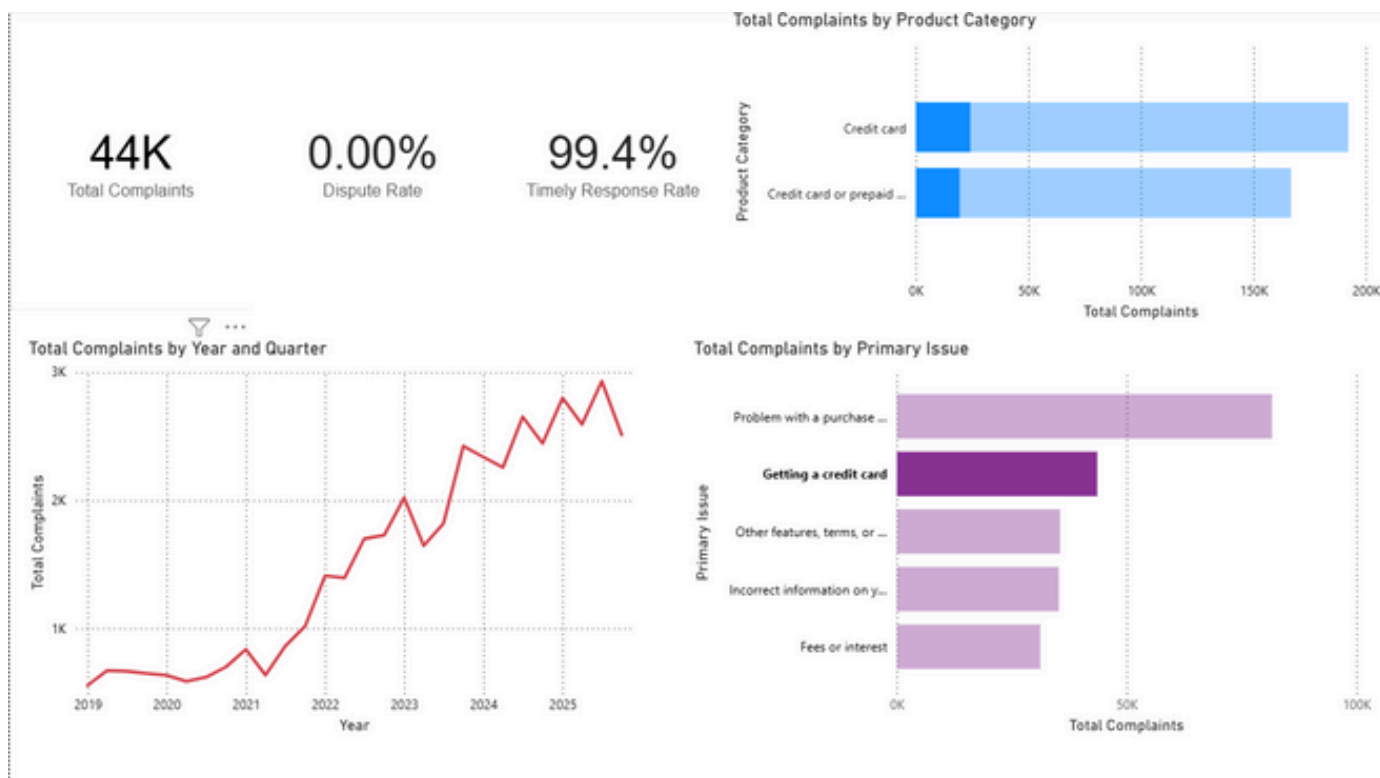 44K
Total Complaints
0.00%
Dispute Rate
99.4%
Timely Response Rate
Total Complaints by Product Category
Product Category
Credit card
Credit card or prepaid ...
0K 50K 100K 150K 200K
Total Complaints
Total Complaints by Year and Quarter
Total Complaints
3K
2K
1K
2019 2020 2021 2022 2023 2024 2025
Year
Total Complaints by Primary Issue
Primary Issue
Problem with a purchase ...
Getting a credit card
Other features, terms, or ...
Incorrect information on y...
Fees or interest
0K 50K 100K
Total Complaints